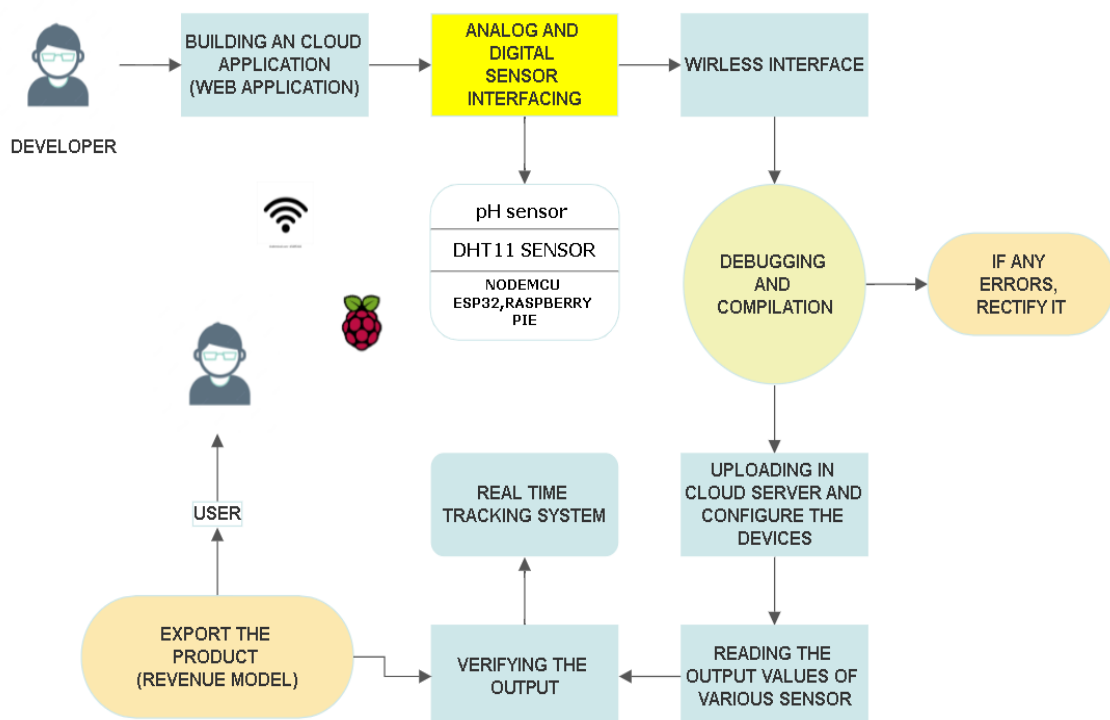 BUILDING AN CLOUD
APPLICATION
(WEB APPLICATION)
ANALOG AND
DIGITAL
SENSOR
INTERFACING
WIRLESS INTERFACE
DEVELOPER
pH sensor
DHT11 SENSOR
NODEMCU
ESP32,RASPBERRY
PIE
DEBUGGING
AND
COMPILATION
IF ANY
ERRORS,
RECTIFY IT
REAL TIME
TRACKING SYSTEM
UPLOADING IN
CLOUD SERVER AND
CONFIGURE THE
DEVICES
USER
EXPORT THE
PRODUCT
(REVENUE MODEL)
VERIFYING THE
OUTPUT
READING THE
OUTPUT VALUES OF
VARIOUS SENSOR